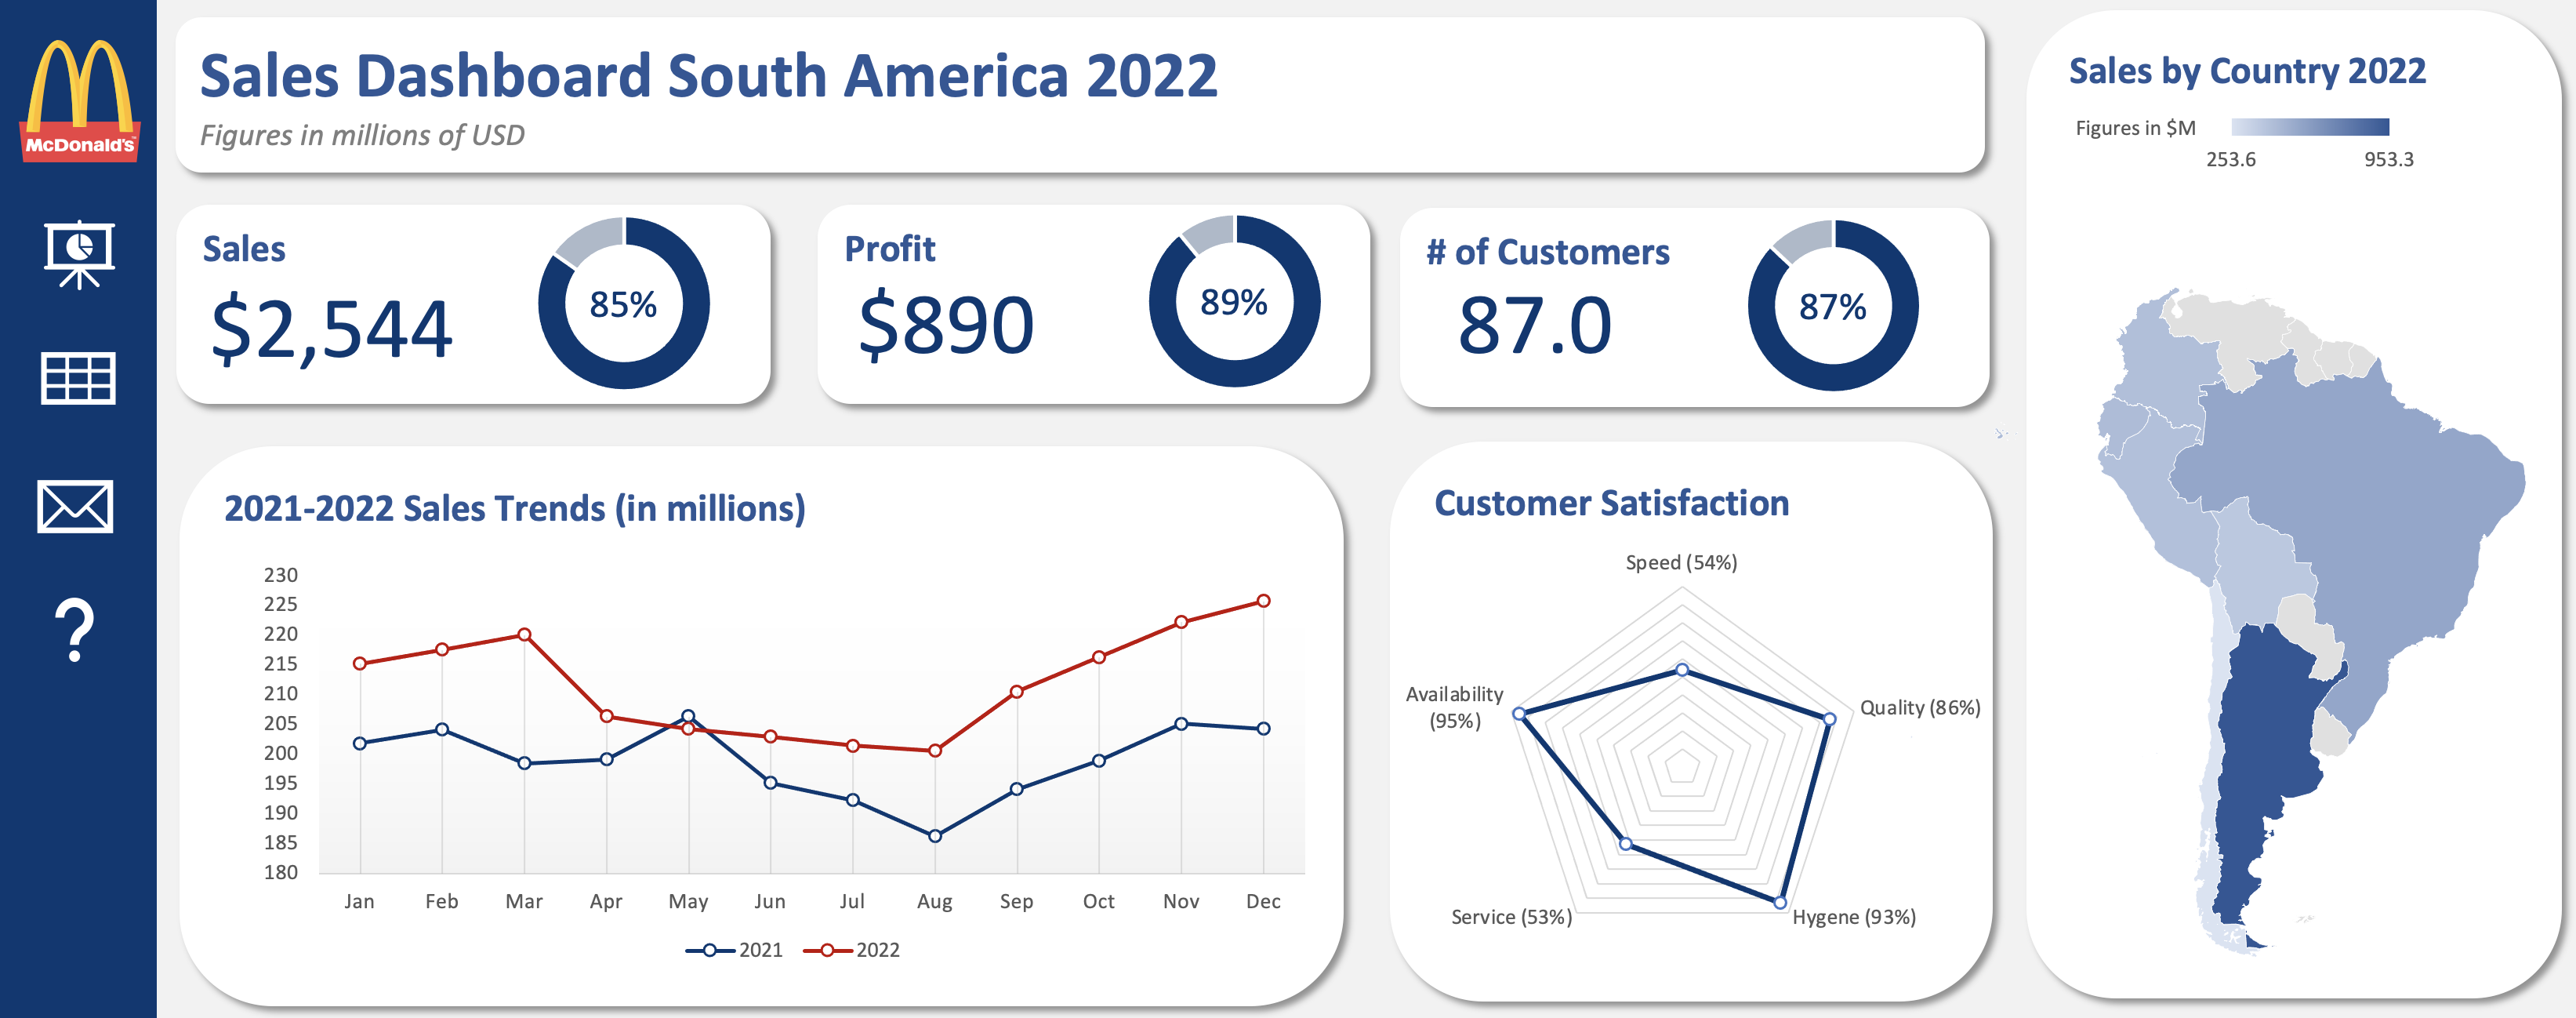 McDonald's™
Sales Dashboard South America 2022
Figures in millions of USD
Sales
$2,544
85%
Profit
$890
89%
# of Customers
87.0
87%
2021-2022 Sales Trends (in millions)
230
225
220
215
210
205
200
195
190
185
180
Jan Feb Mar Apr May Jun Jul Aug Sep Oct Nov Dec
2021 2022
Customer Satisfaction
Speed (54%)
Availability
(95%)
Quality (86%)
Service (53%)
Hygene (93%)
Sales by Country 2022
Figures in $M
253.6 953.3
?